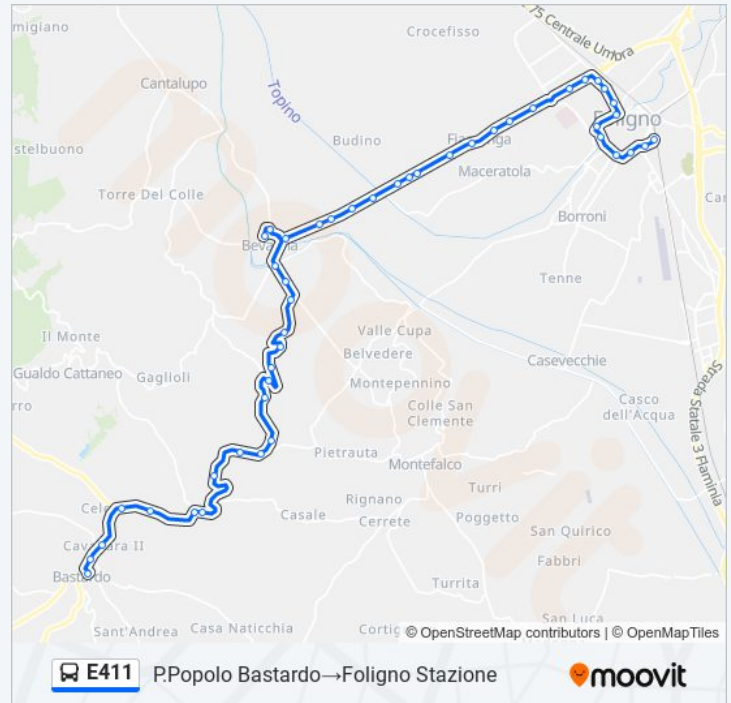 migiano
Crocefisso
75 Centrale Umbra
Cantalupo
Topino
Foligno
stelbuono
Budino
Maceratola
Torre Del Colle
Borroni
Tenne
Il Monte
Valle Cupa
Belvedere
Casevecchie
Gualdo Cattaneo
Gaglioli
Montepennino
rro
Colle San
Clemente
Casco
dell'Acqua
Strada Statale 3 Flaminia
Pietrauta
Montefalco
Turri
Rignano
Casale
Cerrete
Poggetto
San Quirico
Fabbri
Bastardo
Turrita
San Luca
Sant'Andrea
Casa Naticchia
© OpenStreetMap contributors | © OpenMapTiles
E411
P.Popolo Bastardo→Foligno Stazione
moovit